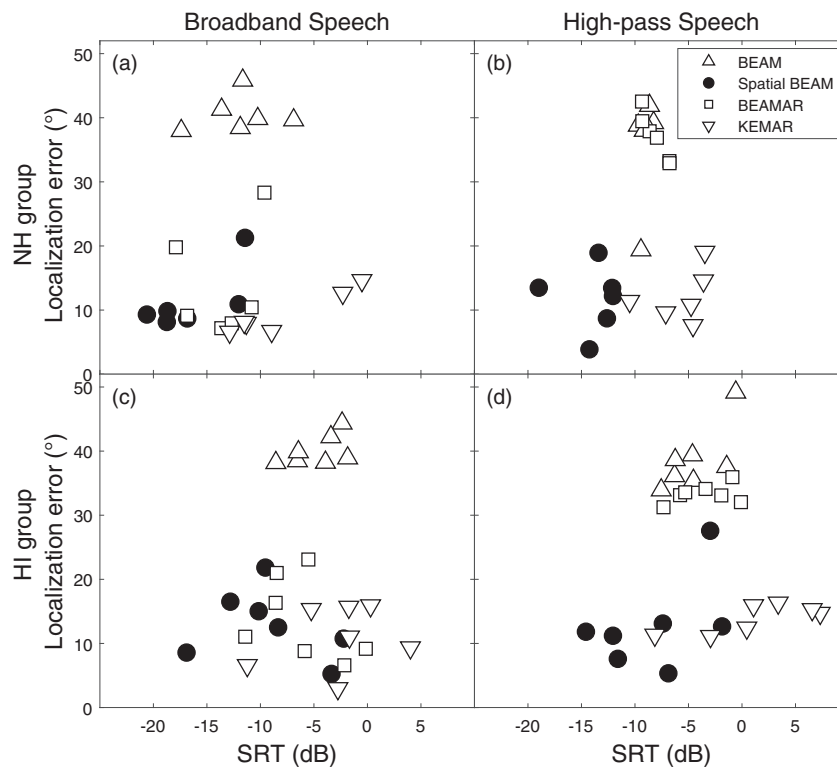 Broadband Speech
High-pass Speech
(a)
(b)
BEAM
Spatial BEAM
BEAMAR
KEMAR
NH group
Localization error (°)
50
40
30
20
10
0
(c)
(d)
HI group
Localization error (°)
50
40
30
20
10
0
-20 -15 -10 -5 0 5
-20 -15 -10 -5 0 5
SRT (dB)
SRT (dB)